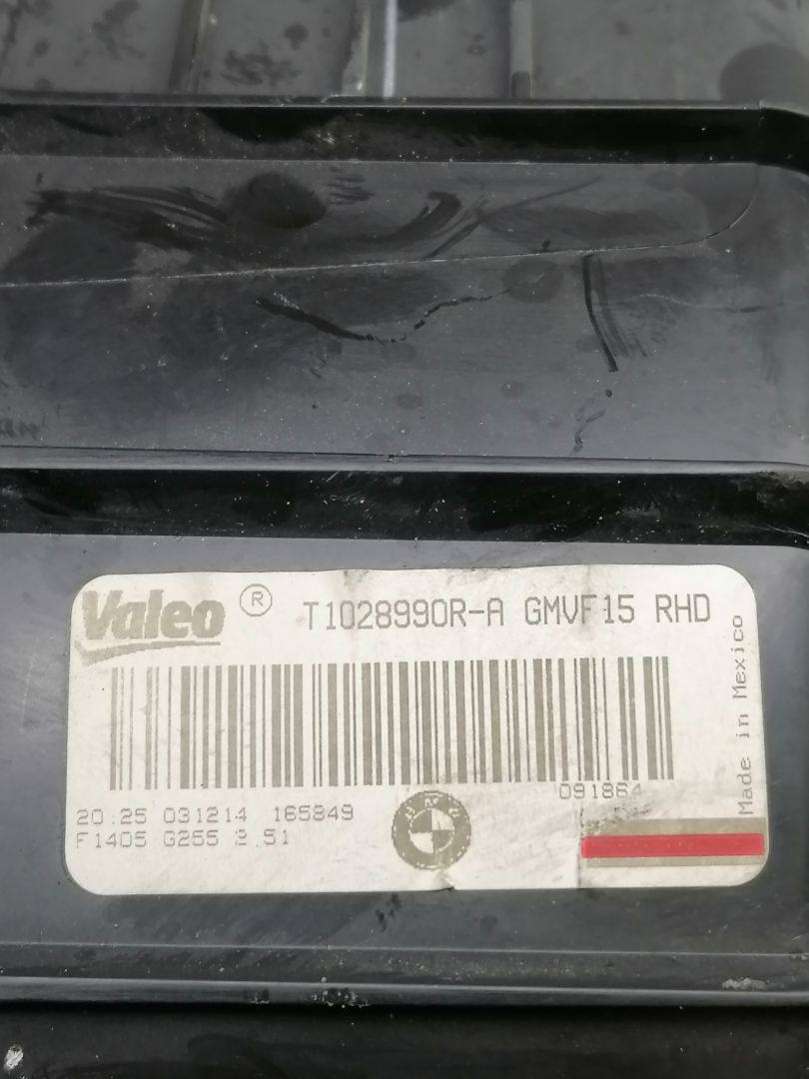 Valeo ® T1028990R-A GMVF15 RHD
Made in Mexico
091864
20:25 031214 165849
F1405 G255 2.51